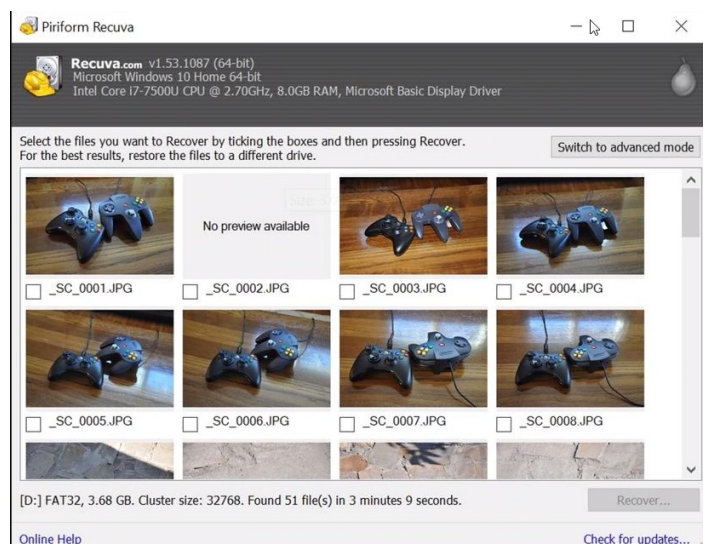 Piriform Recuva
Recuva.com v1.53.1087 (64-bit)
Microsoft Windows 10 Home 64-bit
Intel Core i7-7500U CPU @ 2.70GHz, 8.0GB RAM, Microsoft Basic Display Driver
Select the files you want to Recover by ticking the boxes and then pressing Recover.
For the best results, restore the files to a different drive.
Switch to advanced mode
No preview available
_SC_0001.JPG
_SC_0002.JPG
_SC_0003.JPG
_SC_0004.JPG
_SC_0005.JPG
_SC_0006.JPG
_SC_0007.JPG
_SC_0008.JPG
[D:] FAT32, 3.68 GB. Cluster size: 32768. Found 51 file(s) in 3 minutes 9 seconds.
Recover...
Online Help
Check for updates...